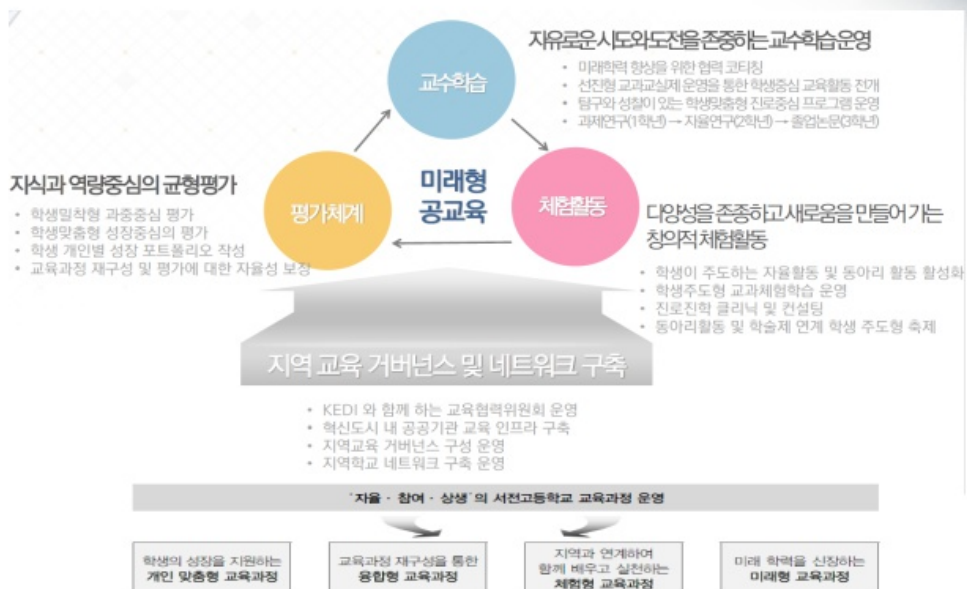 자유로운 시도와 도전을 존중하는 교수학습 운영
• 미래학력 향상을 위한 협력 코티칭
• 선진형 교과교실제 운영을 통한 학생중심 교육활동 전개
• 탐구와 성찰이 있는 학생맞춤형 진로중심 프로그램 운영
• 과제연구(1학년) → 자율연구(2학년) → 졸업논문(3학년)
교수학습
지식과 역량중심의 균형평가
• 학생밀착형 과중중심 평가
• 학생맞춤형 성장중심의 평가
• 학생 개인별 성장 포트폴리오 작성
• 교육과정 재구성 및 평가에 대한 자율성 보장
평가체계
미래형
공교육
체험활동
다양성을 존중하고 새로움을 만들어 가는
창의적 체험활동
• 학생이 주도하는 자율활동 및 동아리 활동 활성화
• 학생주도형 교과체험학습 운영
• 진로진학 클리닉 및 컨설팅
• 동아리활동 및 학술제 연계 학생 주도형 축제
지역 교육 거버넌스 및 네트워크 구축
• KEDI 와 함께 하는 교육협력위원회 운영
• 혁신도시 내 공공기관 교육 인프라 구축
• 지역교육 거버넌스 구성 운영
• 지역학교 네트워크 구축 운영
'자율 · 참여 · 상생'의 서전고등학교 교육과정 운영
학생의 성장을 지원하는
개인 맞춤형 교육과정
교육과정 재구성을 통한
융합형 교육과정
지역과 연계하여
함께 배우고 실천하는
체험형 교육과정
미래 학력을 신장하는
미래형 교육과정